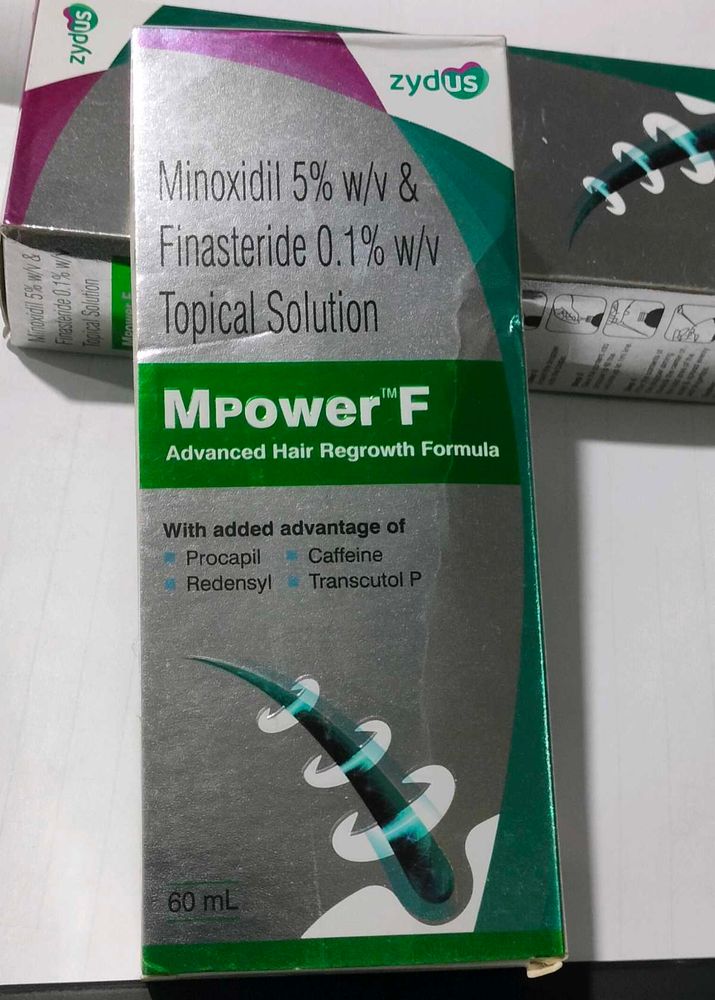 zydus
zydus
Minoxidil 5% w/v &
Finasteride 0.1% w/v
Topical Solution
MPower™ F
Advanced Hair Regrowth Formula
With added advantage of
Procapil Caffeine
Redensyl Transcutol P
60 mL
Minoxidil 5% w/v &
Finasteride 0.1% w/v
Topical Solution
MPower F